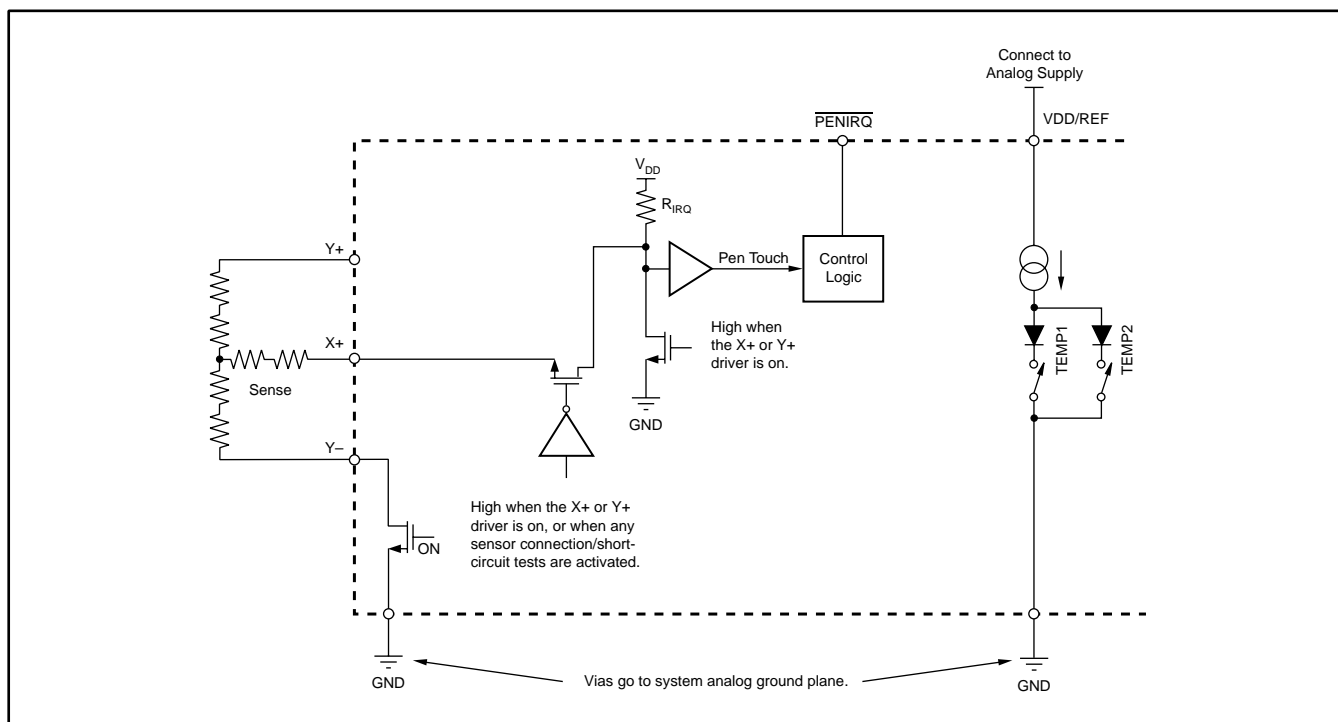 Connect to
Analog Supply
PENIRQ
VDD/REF
VDD
RIRQ
Y+
Pen Touch
Control
Logic
X+
High when
the X+ or Y+
driver is on.
TEMP1
TEMP2
Sense
GND
Y–
High when the X+ or Y+
driver is on, or when any
sensor connection/short-
circuit tests are activated.
ON
GND
Vias go to system analog ground plane.
GND